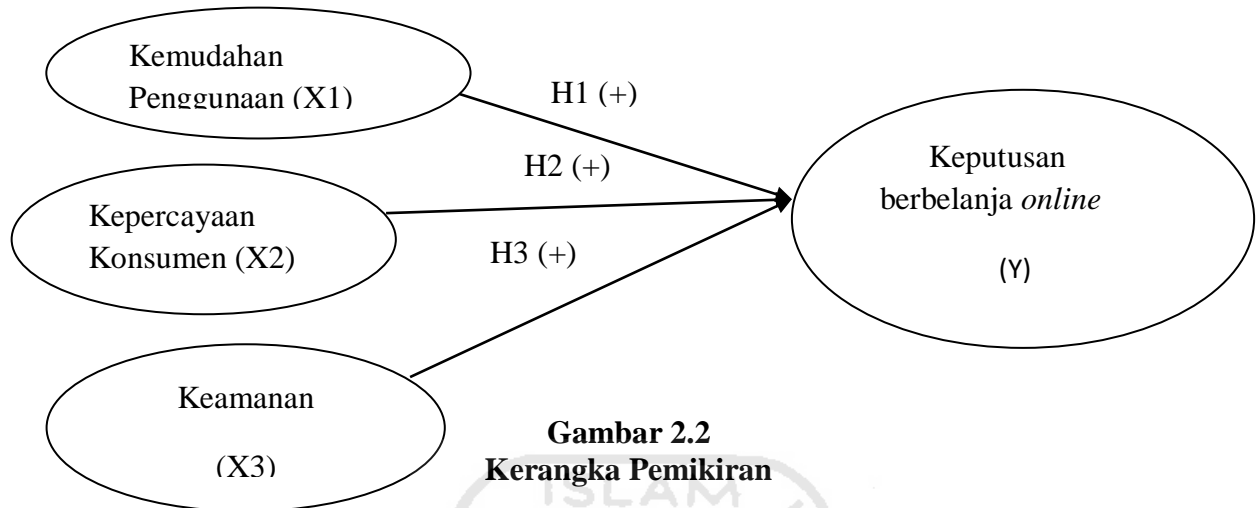 Kemudahan
Penggunaan (X1)
H1 (+)
H2 (+)
Kepercayaan
Konsumen (X2)
H3 (+)
Keamanan
(X3)
Keputusan
berbelanja online
(Y)
Gambar 2.2
Kerangka Pemikiran
ISLAM